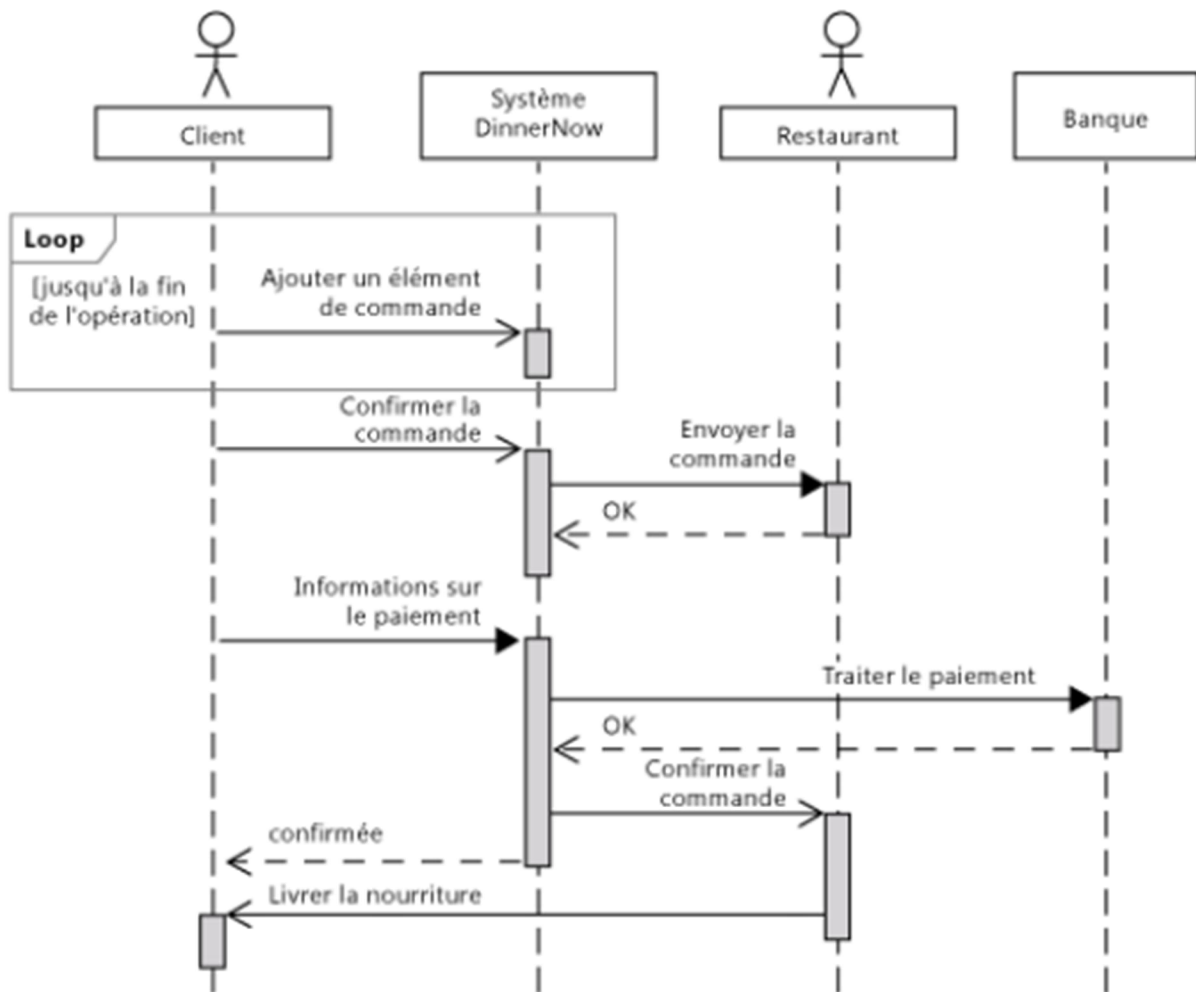 Client
Système
DinnerNow
Restaurant
Banque
Loop
[jusqu'à la fin
de l'opération]
Ajouter un élément
de commande
Confirmer la
commande
Envoyer la
commande
OK
Informations sur
le paiement
Traiter le paiement
OK
Confirmer la
commande
confirmée
Livrer la nourriture